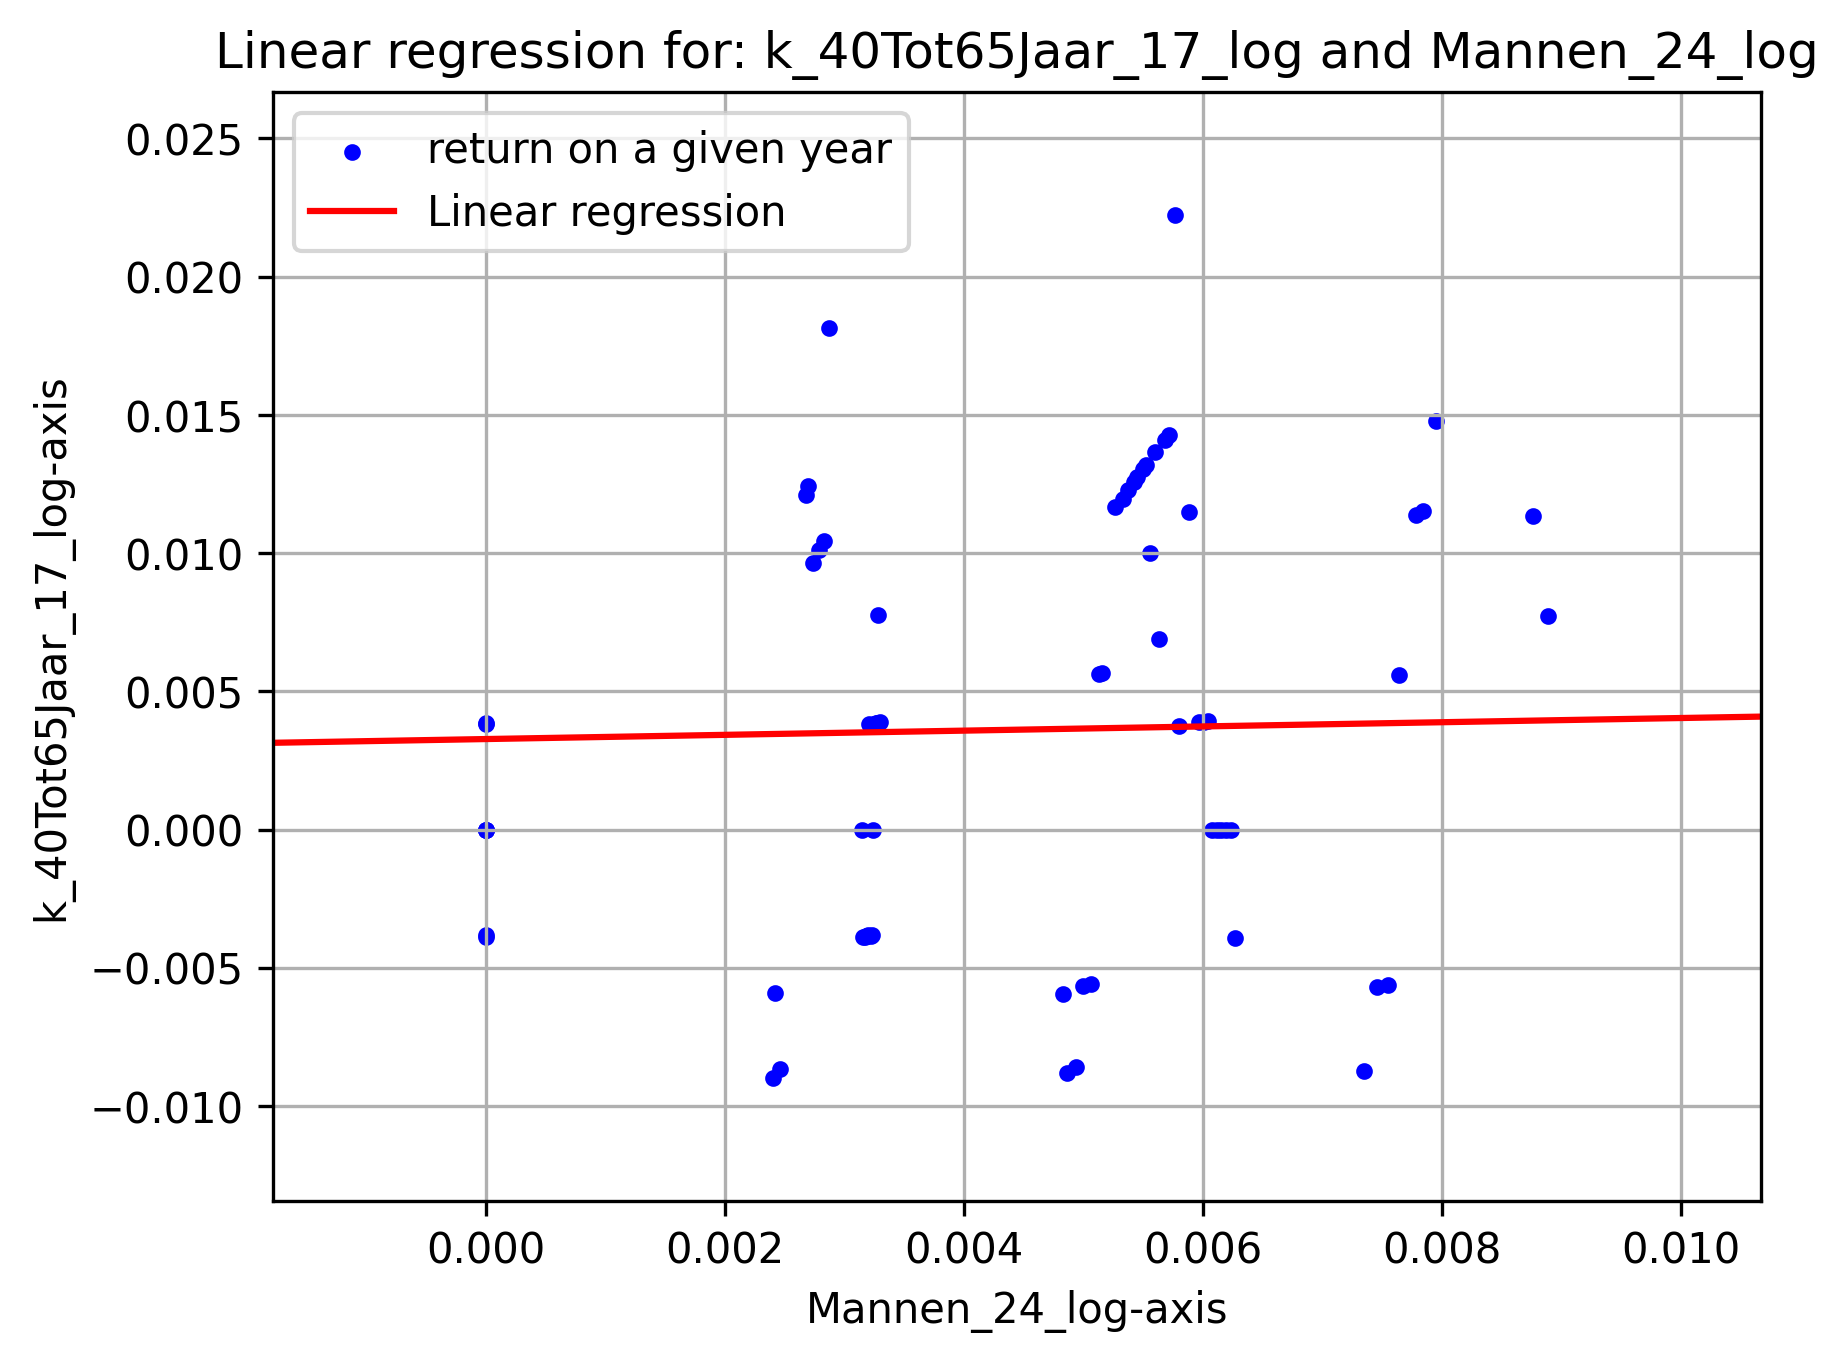 Linear regression for: k_40Tot65Jaar_17_log and Mannen_24_log
return on a given year
Linear regression
k_40Tot65Jaar_17_log-axis
0.025
0.020
0.015
0.010
0.005
0.000
−0.005
−0.010
0.000 0.002 0.004 0.006 0.008 0.010
Mannen_24_log-axis